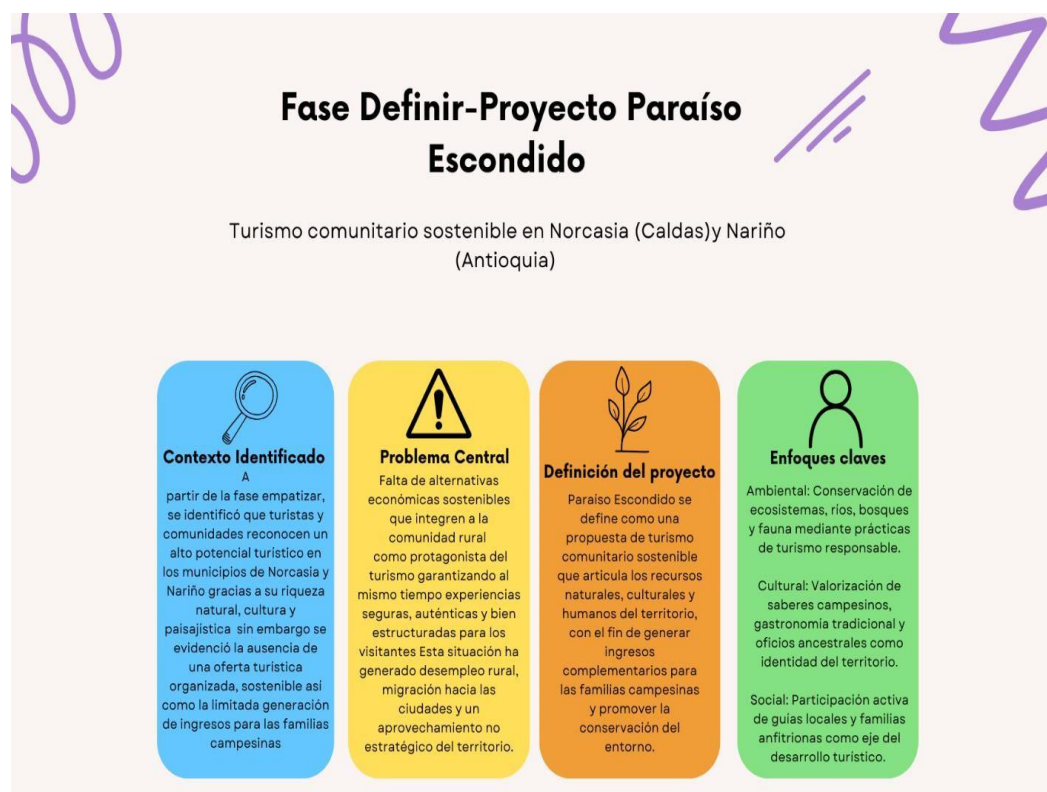 Fase Definir-Proyecto Paraíso
Escondido
Turismo comunitario sostenible en Norcasia (Caldas)y Nariño
(Antioquia)
Contexto Identificado
A
partir de la fase empatizar,
se identificó que turistas y
comunidades reconocen un
alto potencial turístico en
los municipios de Norcasia y
Nariño gracias a su riqueza
natural, cultura y
paisajística sin embargo se
evidenció la ausencia de
una oferta turística
organizada, sostenible así
como la limitada generación
de ingresos para las familias
campesinas
Problema Central
Falta de alternativas
económicas sostenibles
que integren a la
comunidad rural
como protagonista del
turismo garantizando al
mismo tiempo experiencias
seguras, auténticas y bien
estructuradas para los
visitantes Esta situación ha
generado desempleo rural,
migración hacia las
ciudades y un
aprovechamiento no
estratégico del territorio.
Definición del proyecto
Paraíso Escondido se
define como una
propuesta de turismo
comunitario sostenible
que articula los recursos
naturales, culturales y
humanos del territorio,
con el fin de generar
ingresos
complementarios para
las familias campesinas
y promover la
conservación del
entorno.
Enfoques claves
Ambiental: Conservación de
ecosistemas, ríos, bosques
y fauna mediante prácticas
de turismo responsable.
Cultural: Valorización de
saberes campesinos,
gastronomía tradicional y
oficios ancestrales como
identidad del territorio.
Social: Participación activa
de guías locales y familias
anfitrionas como eje del
desarrollo turístico.